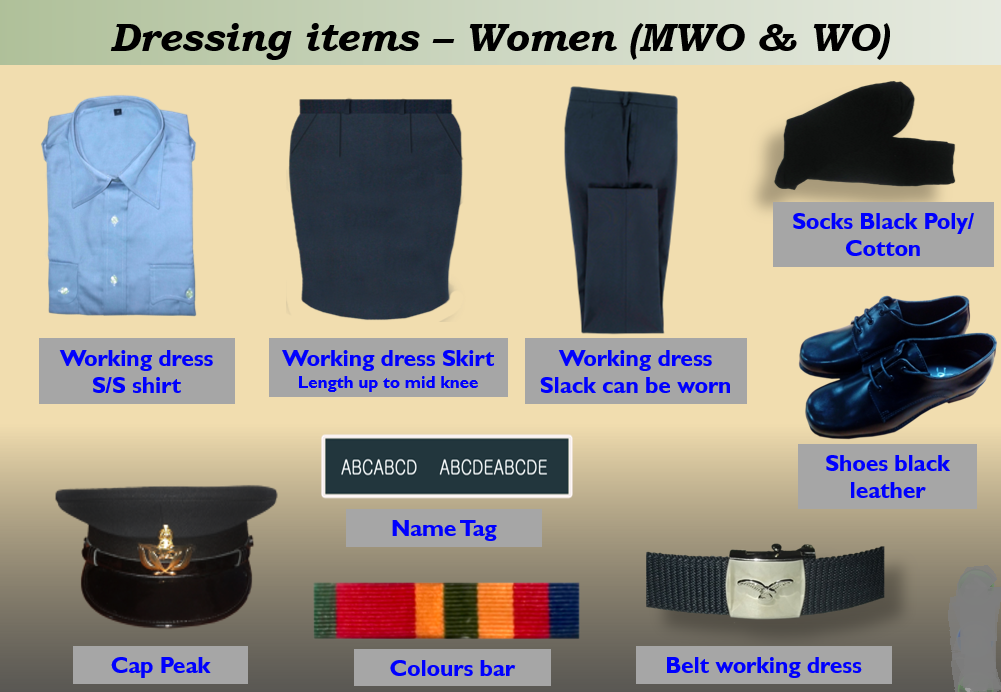 Dressing items – Women (MWO & WO)
Socks Black Poly/
Cotton
Working dress
S/S shirt
Working dress Skirt
Length up to mid knee
Working dress
Slack can be worn
Shoes black
leather
ABCABCD ABCDEABCDE
Name Tag
Cap Peak
Colours bar
Belt working dress